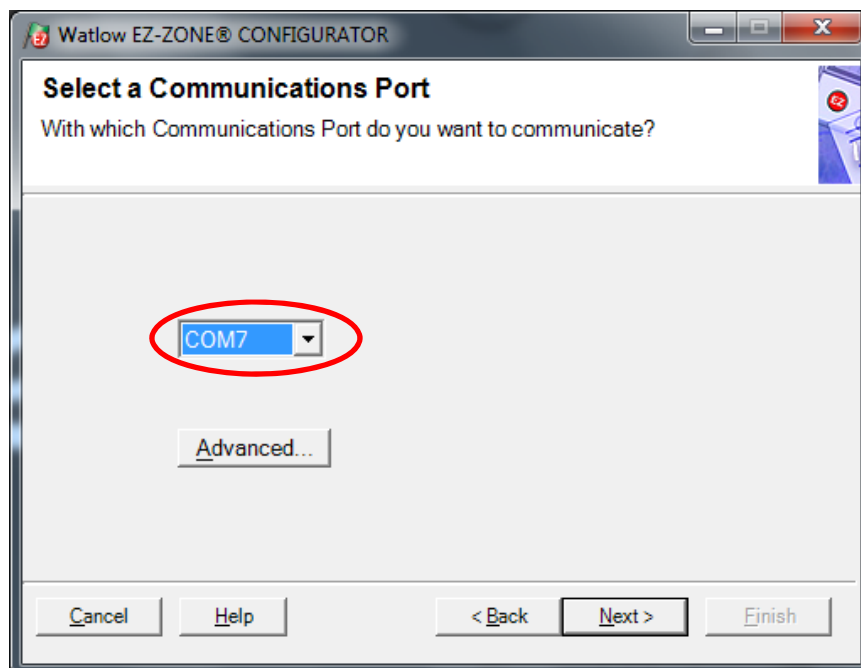 Watlow EZ-ZONE® CONFIGURATOR
Select a Communications Port
With which Communications Port do you want to communicate?
EZ
COM7
Advanced...
Cancel Help < Back Next > Finish